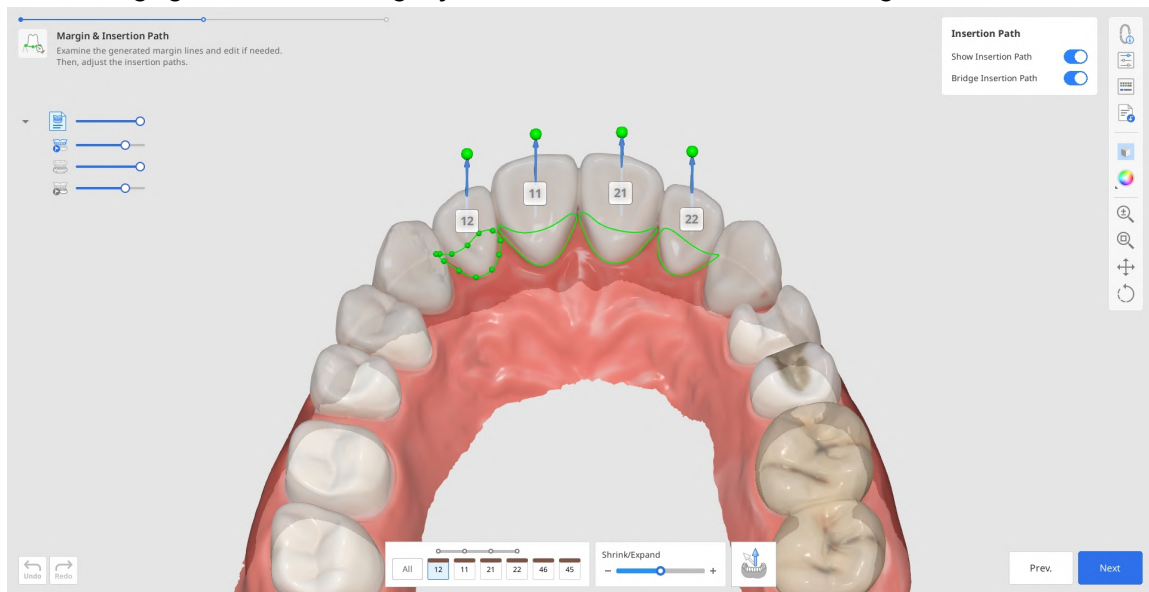 Margin & Insertion Path
Examine the generated margin lines and edit if needed.
Then, adjust the insertion paths.
Insertion Path
Show Insertion Path
Bridge Insertion Path
11
21
12
22
Shrink/Expand
All
12
11
21
22
46
45
-
+
Undo
Redo
Prev.
Next